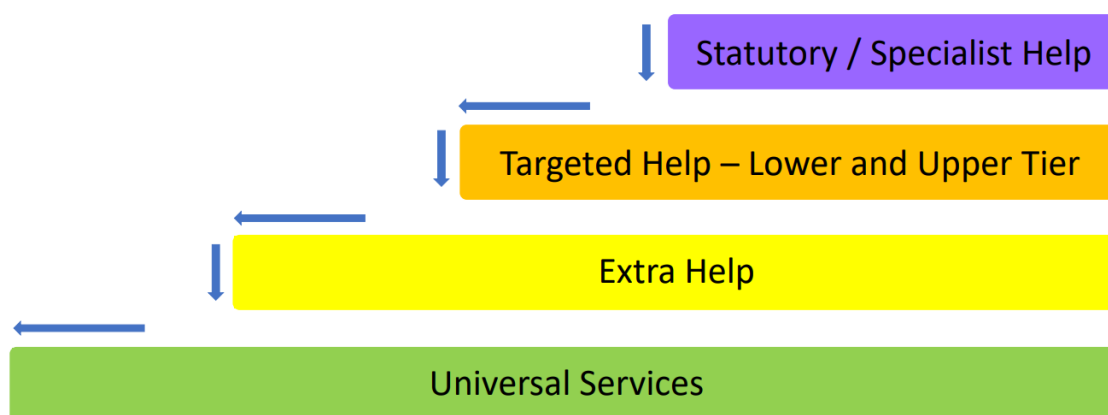 Statutory / Specialist Help
Targeted Help – Lower and Upper Tier
Extra Help
Universal Services